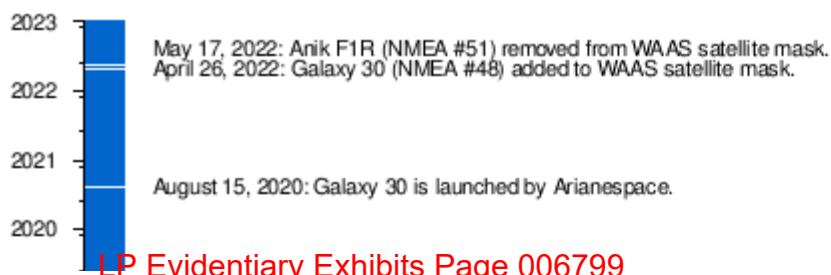 2023
May 17, 2022: Anik F1R (NMEA #51) removed from WAAS satellite mask.
April 26, 2022: Galaxy 30 (NMEA #48) added to WAAS satellite mask.
2022
2021
August 15, 2020: Galaxy 30 is launched by Arianespace.
2020
LP Evidentiary Exhibits Page 006799